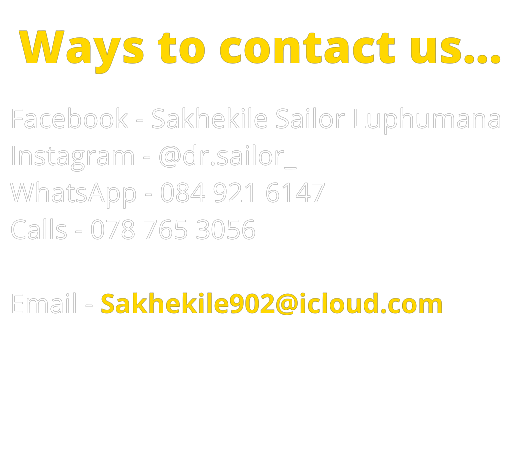 Ways to contact us...
Facebook - Sakhekile Sailor Luphumana
Instagram - @dr.sailor_
WhatsApp - 084 921 6147
Calls - 078 765 3056
Email - Sakhekile902@icloud.com